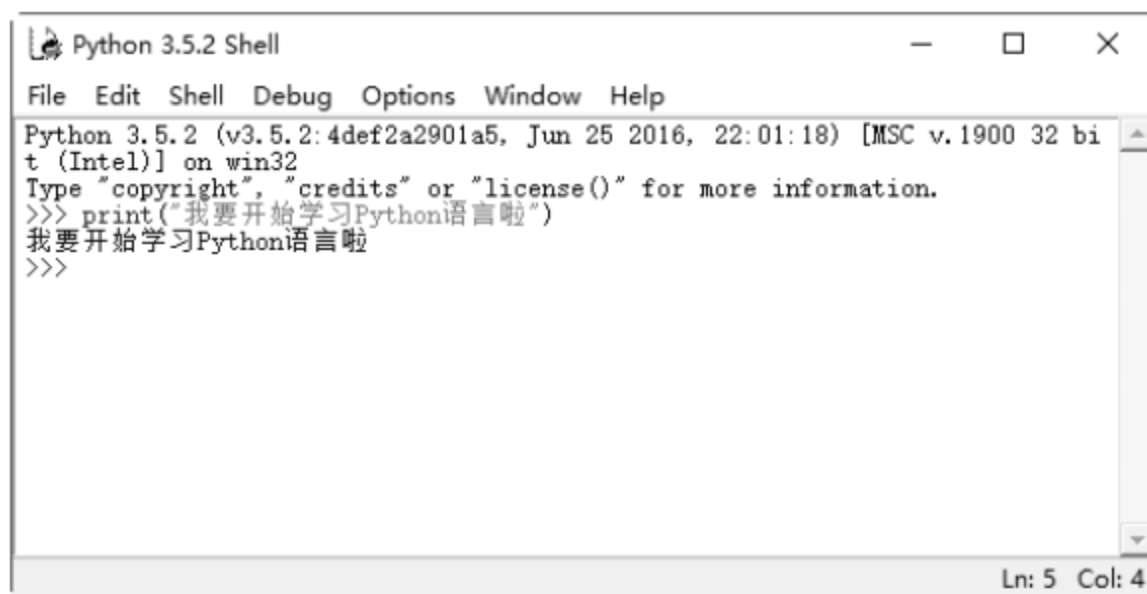 Python 3.5.2 Shell
File Edit Shell Debug Options Window Help
Python 3.5.2 (v3.5.2:4def2a2901a5, Jun 25 2016, 22:01:18) [MSC v.1900 32 bi
t (Intel)] on win32
Type "copyright", "credits" or "license()" for more information.
>>> print("我要开始学习Python语言啦")
我要开始学习Python语言啦
>>>
Ln: 5 Col: 4